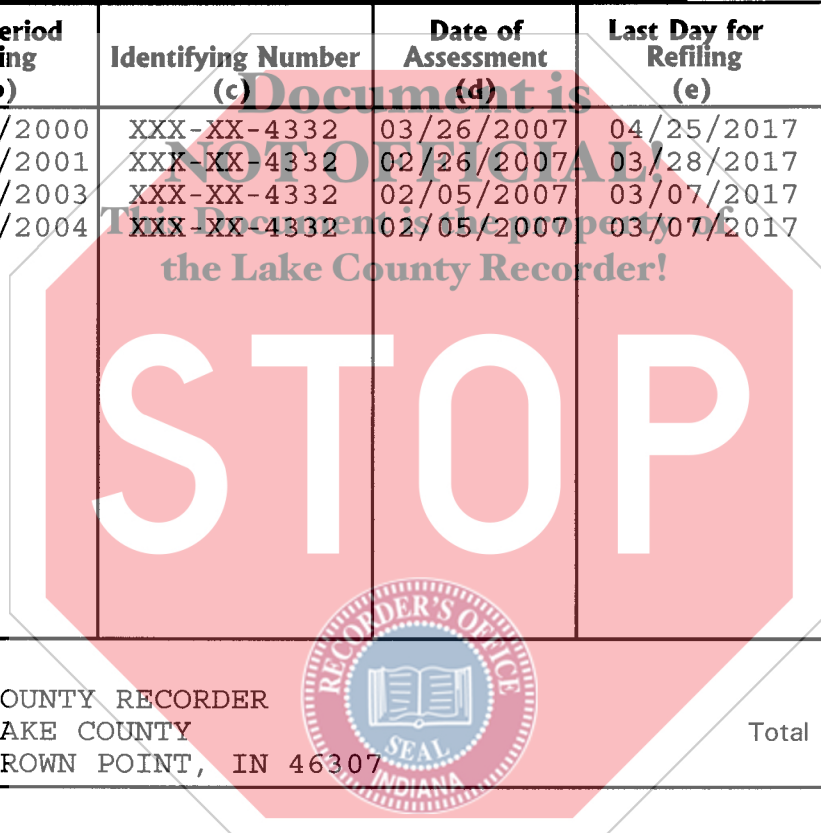 eriod
ing
)
Identifying Number
(c)
Date of
Assessment
(d)
Last Day for
Refiling
(e)
Document is
NOT OFFICIAL!
This Document is the property of
the Lake County Recorder!
/2000 XXX-XX-4332 03/26/2007 04/25/2017
/2001 XXX-XX-4332 02/26/2007 03/28/2017
/2003 XXX-XX-4332 02/05/2007 03/07/2017
/2004 XXX-XX-4332 02/05/2007 03/07/2017
STOP
RECORDER'S OFFICE
SEAL
INDIANA
OUNTY RECORDER
AKE COUNTY
ROWN POINT, IN 46307
Total